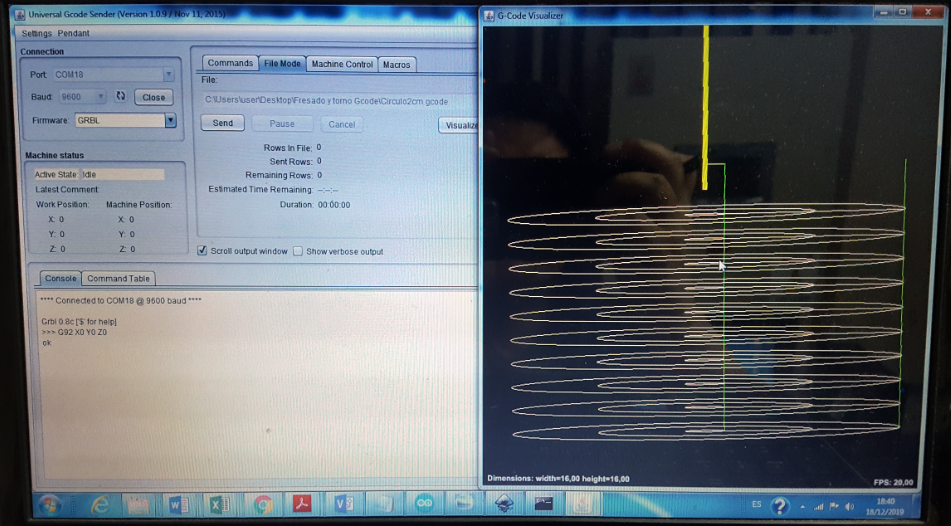 Universal Gcode Sender (Version 1.0.9 / Nov 11, 2015)
Settings Pendant
Connection
Port: COM18
Baud: 9600 Close
Firmware: GRBL
Machine status
Active State: Idle
Latest Comment:
Work Position: Machine Position:
X: 0 X: 0
Y: 0 Y: 0
Z: 0 Z: 0
Commands File Mode Machine Control Macros
File:
C:\Users\user\Desktop\Fresado y torno Gcode\Circulo2cm.gcode
Send Pause Cancel Visualize
Rows In File: 0
Sent Rows: 0
Remaining Rows: 0
Estimated Time Remaining: --:--:--
Duration: 00:00:00
Scroll output window Show verbose output
Console Command Table
**** Connected to COM18 @ 9600 baud ****
Grbl 0.8c ['$' for help]
>>> G92 X0 Y0 Z0
ok
G-Code Visualizer
Dimensions: width=16,00 height=16,00
FPS: 20,00
ES
18:40
18/12/2019